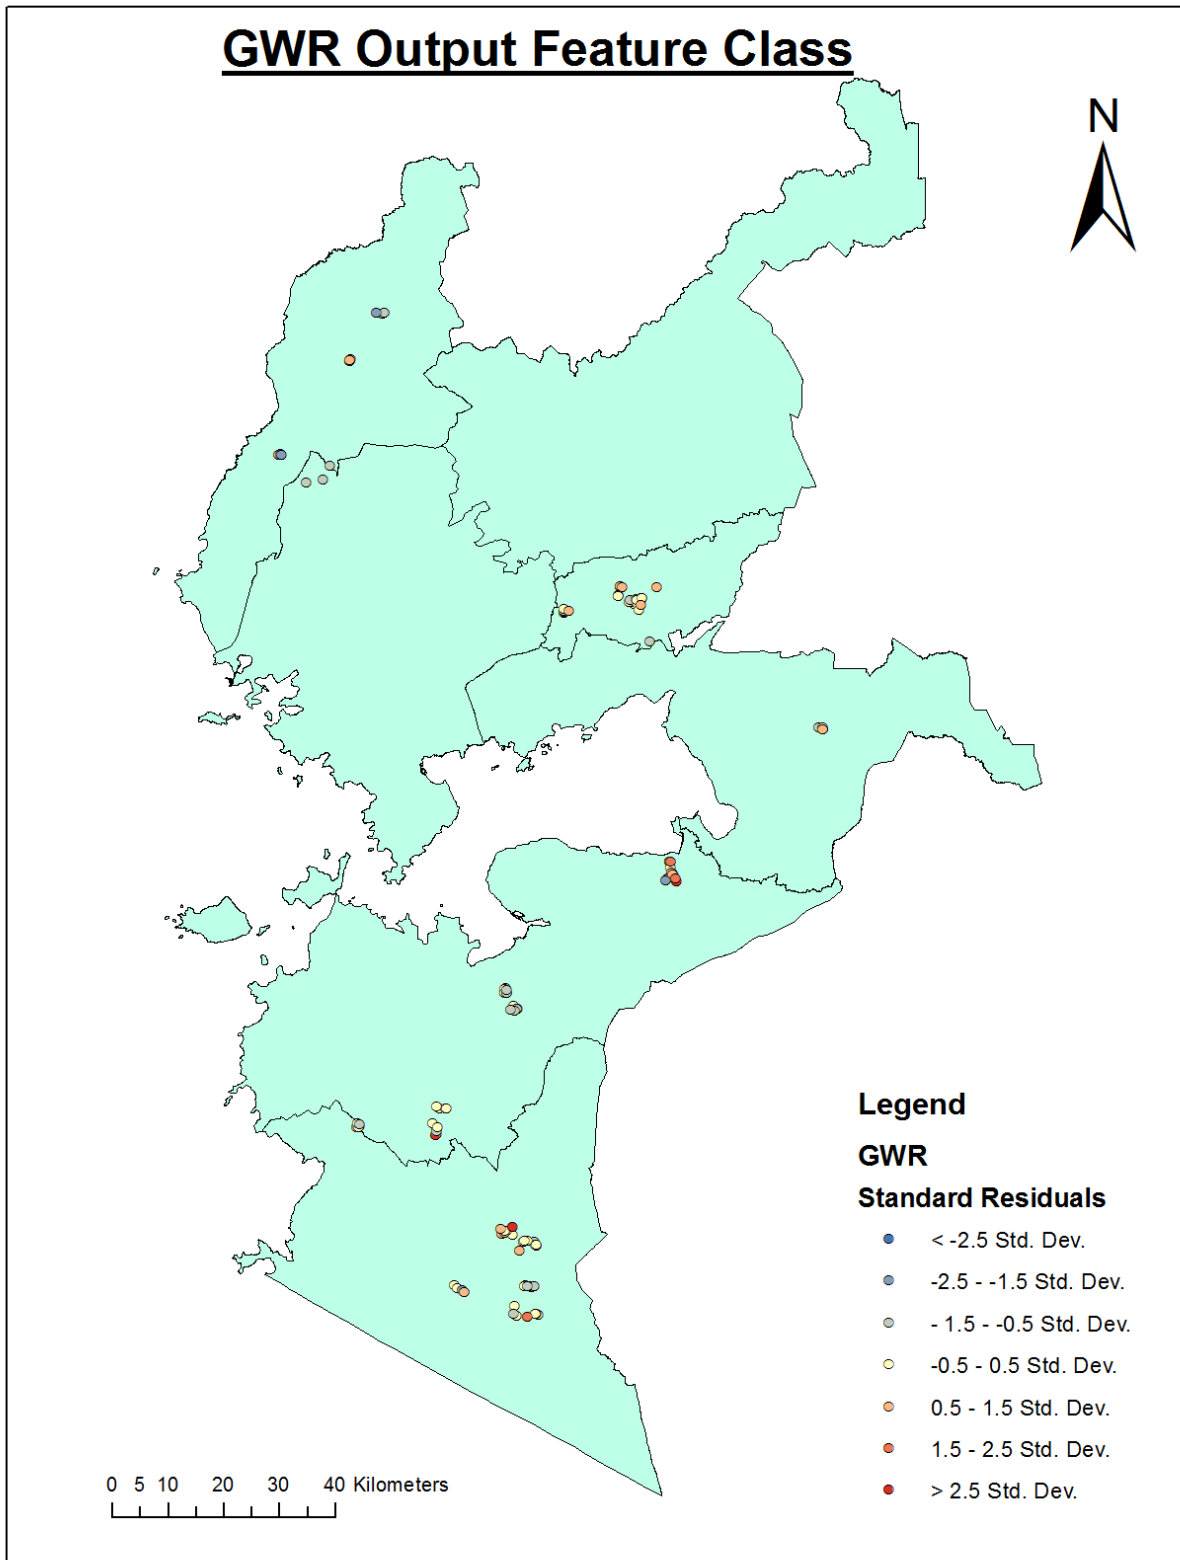 GWR Output Feature Class
N
Legend
GWR
Standard Residuals
< -2.5 Std. Dev.
-2.5 - -1.5 Std. Dev.
- 1.5 - -0.5 Std. Dev.
-0.5 - 0.5 Std. Dev.
0.5 - 1.5 Std. Dev.
1.5 - 2.5 Std. Dev.
> 2.5 Std. Dev.
0 5 10 20 30 40 Kilometers